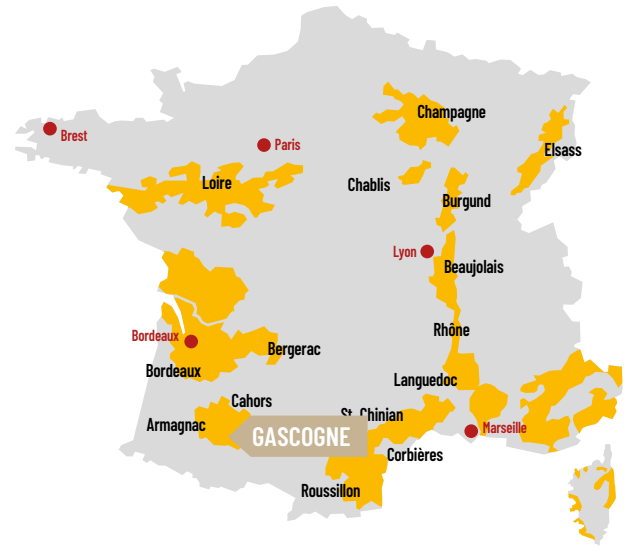 Champagne
Brest
Paris
Elsass
Loire
Chablis
Burgund
Lyon
Beaujolais
Rhône
Bordeaux
Bergerac
Bordeaux
Languedoc
Cahors
St. Chinian
Armagnac
GASCOGNE
Marseille
Corbières
Roussillon